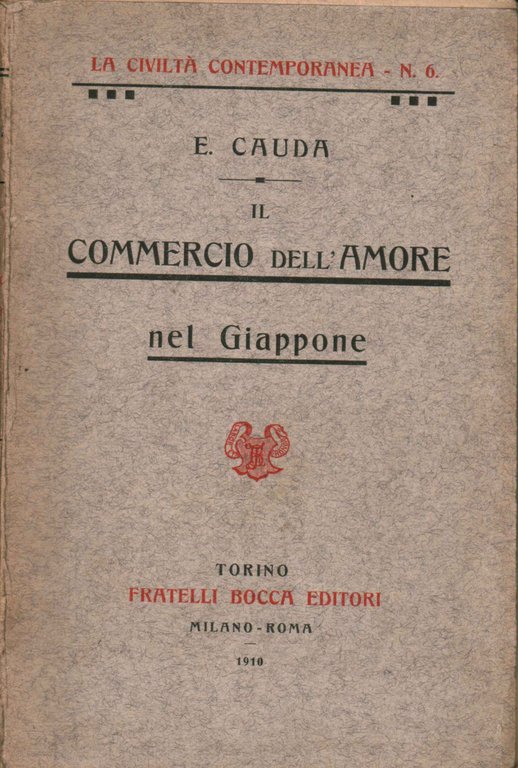 LA CIVILTÀ CONTEMPORANEA - N. 6.
E. CAUDA
IL
COMMERCIO DELL'AMORE
nel Giappone
TORINO
FRATELLI BOCCA EDITORI
MILANO-ROMA
1910